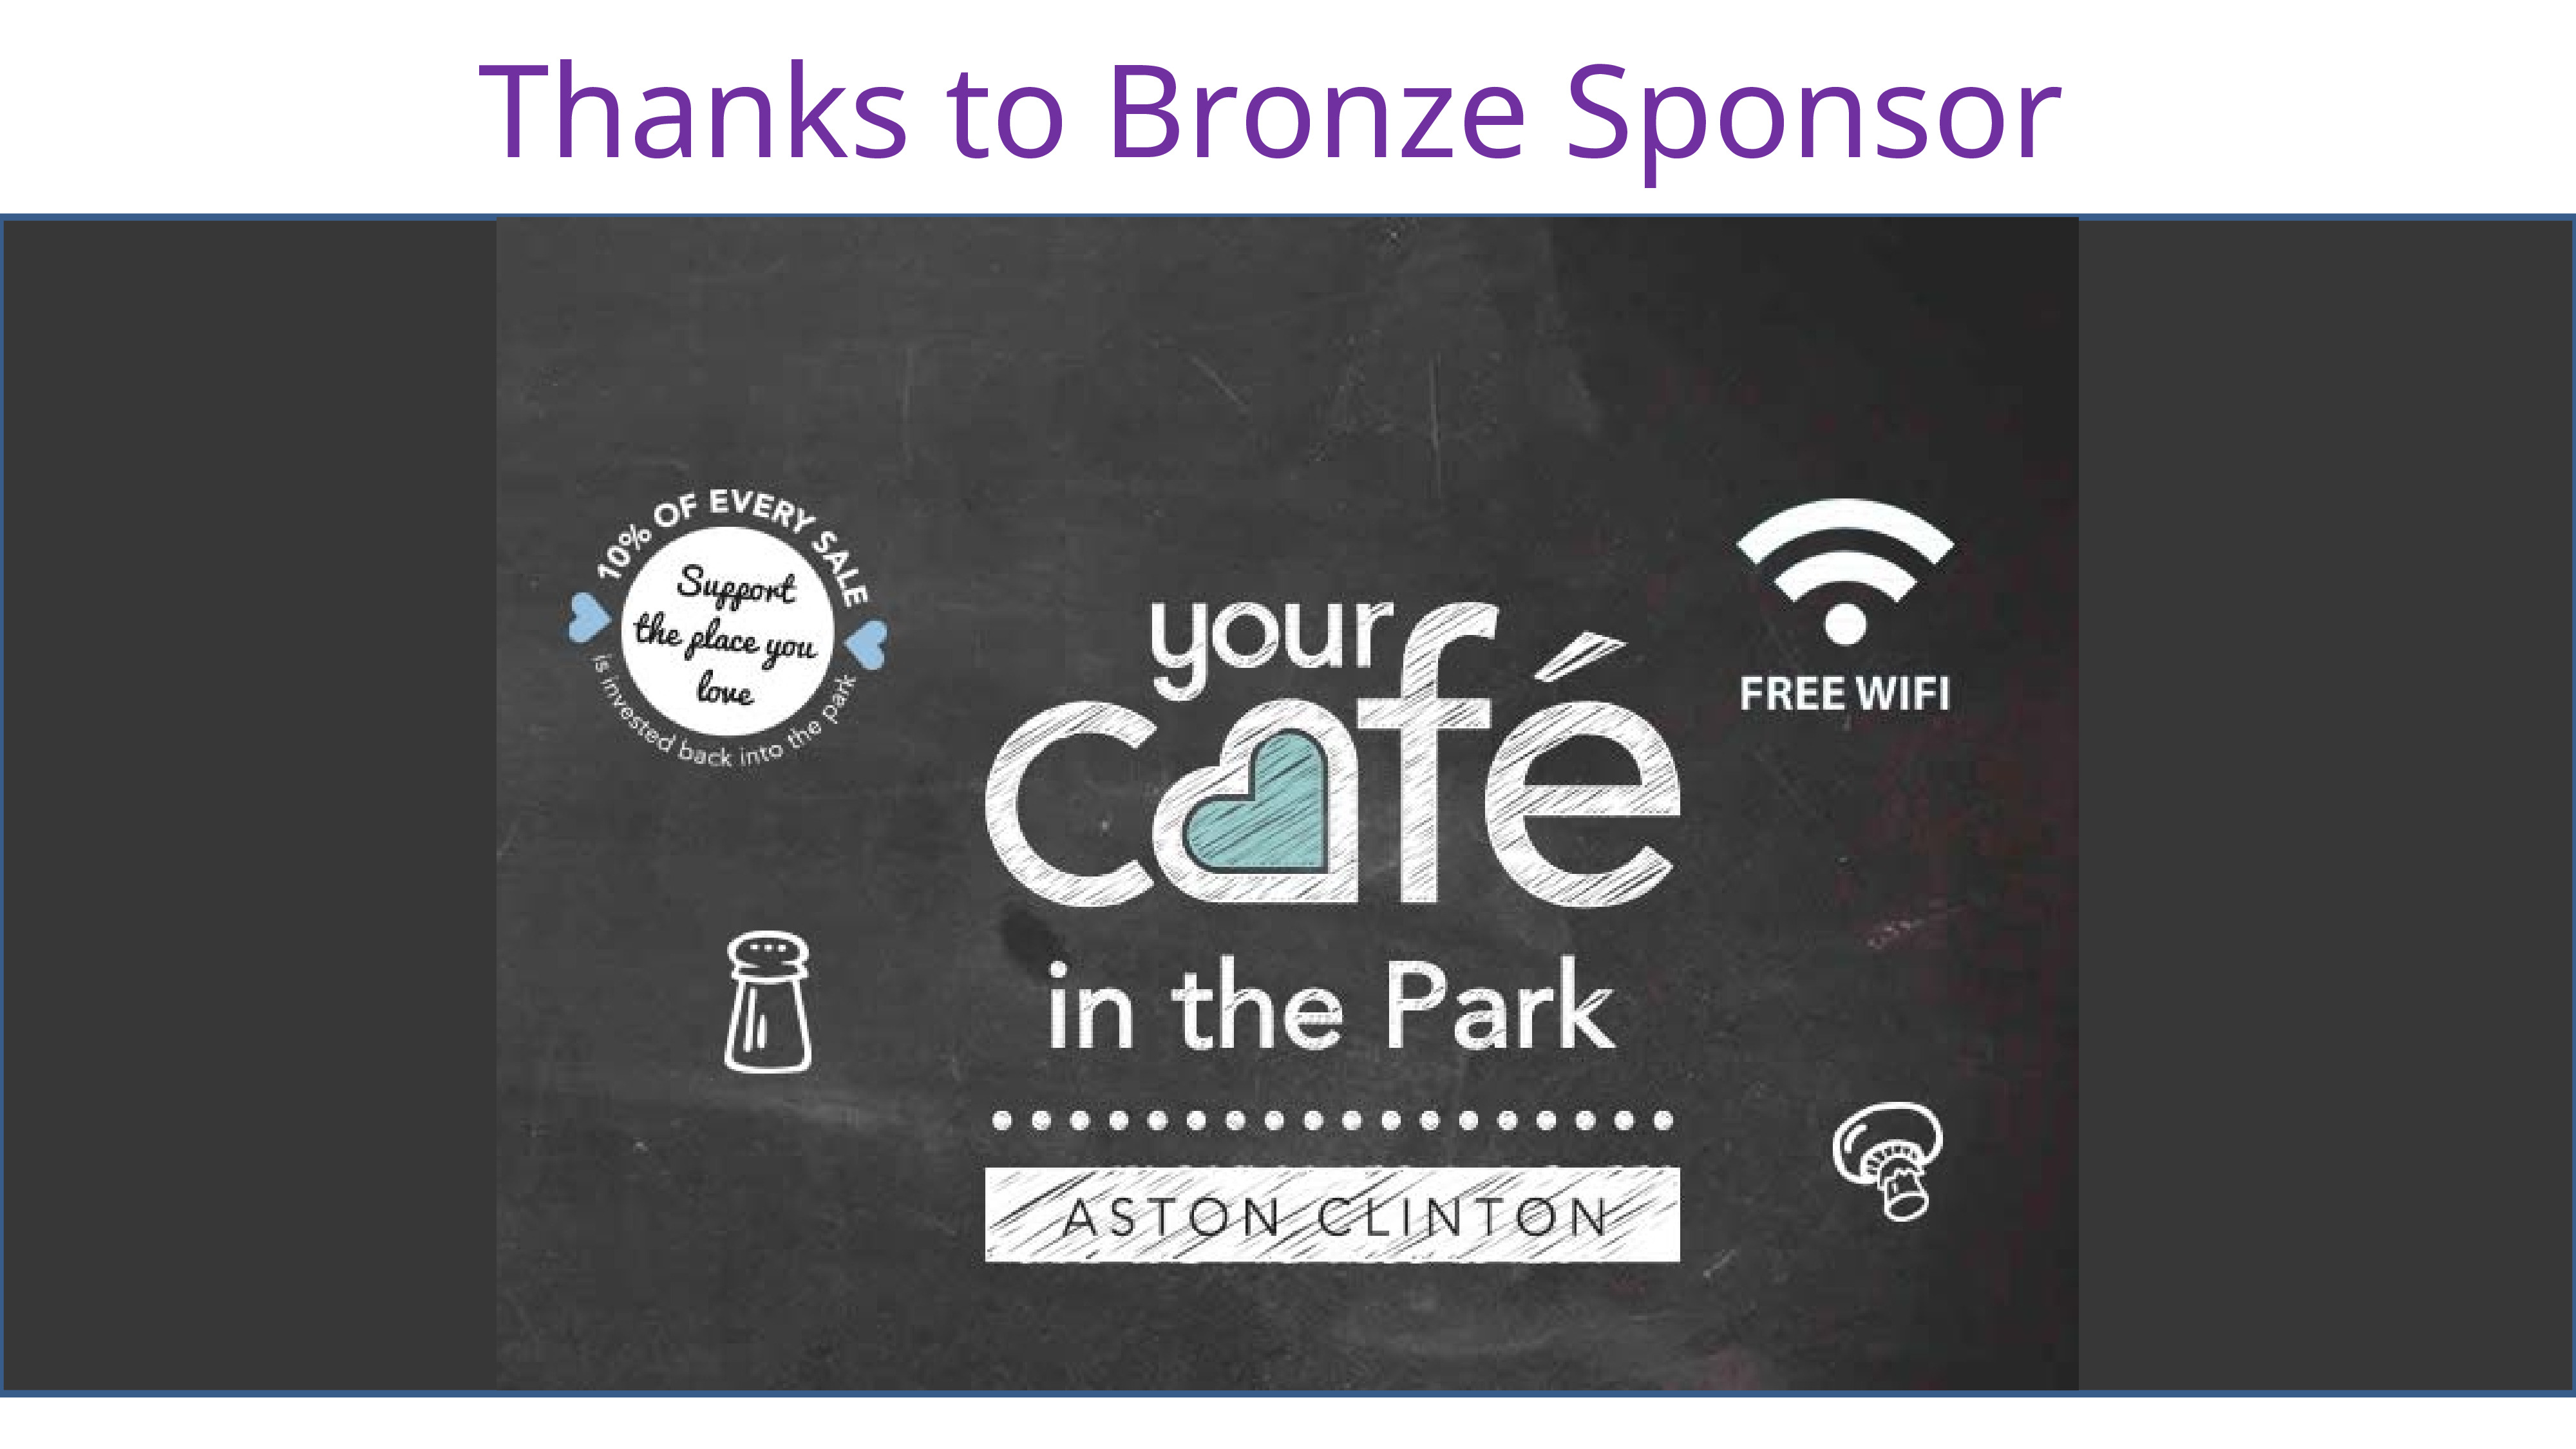 Thanks to Bronze Sponsor
10% OF EVERY SALE
Support
the place you
love
is invested back into the park
FREE WIFI
your
café
in the Park
ASTON CLINTON